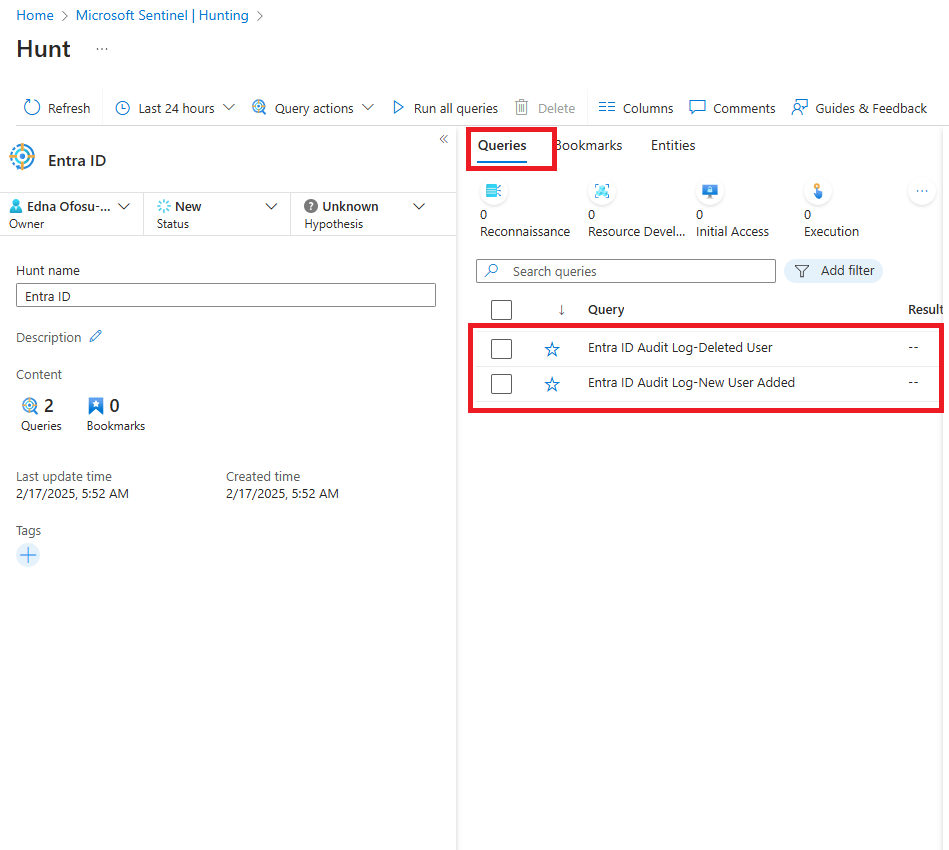 Home > Microsoft Sentinel | Hunting >
Hunt ...
Refresh Last 24 hours Query actions Run all queries Delete Columns Comments Guides & Feedback
«
Entra ID
Edna Ofosu-... New Unknown
Owner Status Hypothesis
Hunt name
Entra ID
Description
Content
2 0
Queries Bookmarks
Last update time Created time
2/17/2025, 5:52 AM 2/17/2025, 5:52 AM
Tags
Queries Bookmarks Entities
0 0 0 0 ...
Reconnaissance Resource Devel... Initial Access Execution
Search queries Add filter
↓ Query Result
Entra ID Audit Log-Deleted User --
Entra ID Audit Log-New User Added --